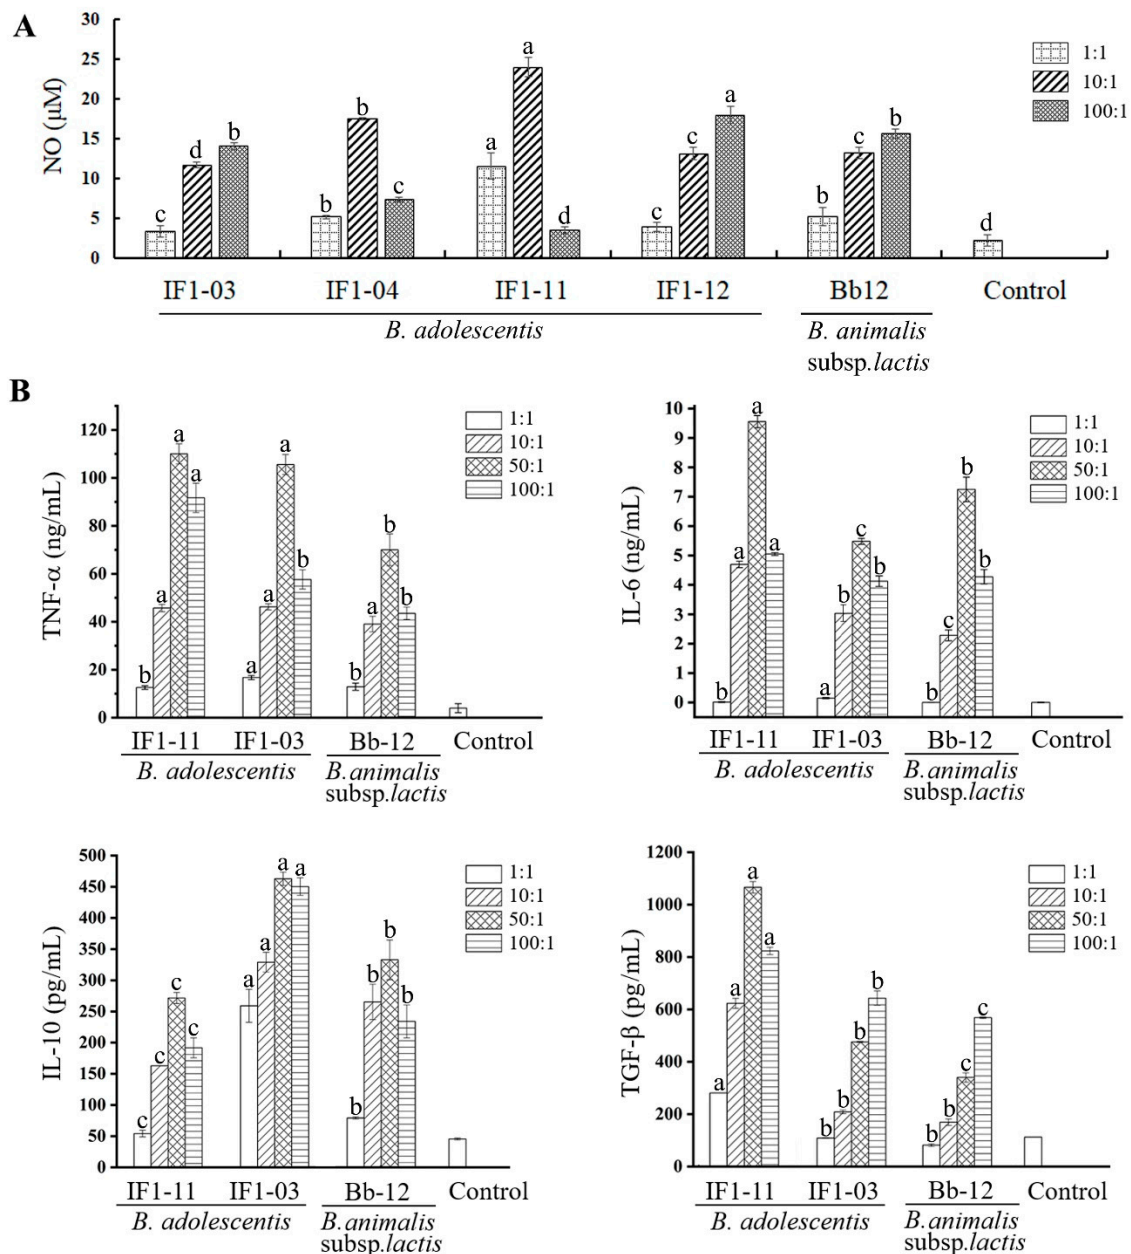 A
NO (μM)
30
25
20
15
10
5
0
1:1
10:1
100:1
c d b
b b c
a a d
c c a
b c b
d
IF1-03 IF1-04 IF1-11 IF1-12 Bb12 Control
B. adolescentis B. animalis
subsp.lactis
B
TNF-α (ng/mL)
120
100
80
60
40
20
0
1:1
10:1
50:1
100:1
b a a a
a a a b
b a b b
IF1-11 IF1-03 Bb-12 Control
B. adolescentis B.animalis
subsp.lactis
IL-6 (ng/mL)
10
9
8
7
6
5
4
3
2
1
0
1:1
10:1
50:1
100:1
b a a a
a b c b
b c b b
IF1-11 IF1-03 Bb-12 Control
B. adolescentis B.animalis
subsp.lactis
IL-10 (pg/mL)
500
450
400
350
300
250
200
150
100
50
0
1:1
10:1
50:1
100:1
c c c c
a a a a
b b b b
IF1-11 IF1-03 Bb-12 Control
B. adolescentis B.animalis
subsp.lactis
TGF-β (pg/mL)
1200
1000
800
600
400
200
0
1:1
10:1
50:1
100:1
a a a a
b b b b
b b c c
IF1-11 IF1-03 Bb-12 Control
B. adolescentis B.animalis
subsp.lactis